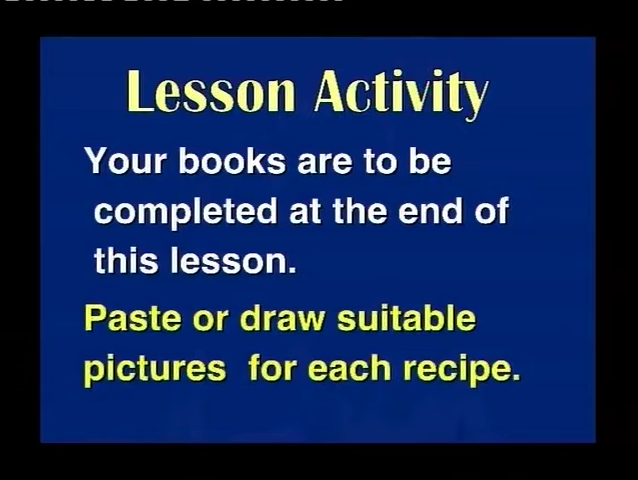 Lesson Activity
Your books are to be
completed at the end of
this lesson.
Paste or draw suitable
pictures for each recipe.